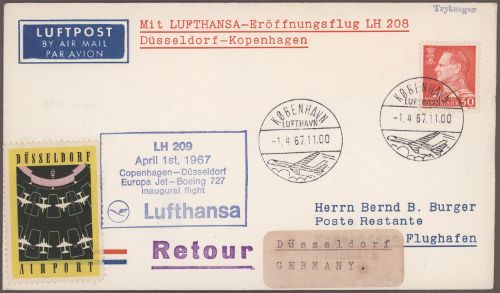 Tryksager
LUFTPOST
BY AIR MAIL
PAR AVION
Mit LUFTHANSA-Eröffnungsflug LH 208
Düsseldorf-Kopenhagen
50
KØBENHAVN
LUFTHAVN
-1.4 67.11.00
KØBENHAVN
LUFTHAVN
-1.4 67.11.00
LH 209
April 1st, 1967
Copenhagen-Düsseldorf
Europa Jet-Boeing 727
inaugural flight
Lufthansa
DÜSSELDORF
AIRPORT
Retour
Herrn Bernd B. Burger
Poste Restante
Flughafen
Düsseldorf
GERMANY.